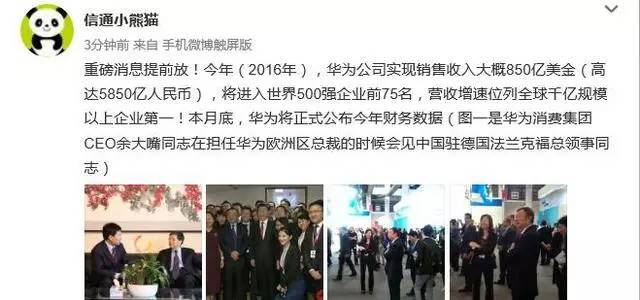 信通小熊猫
3分钟前 来自 手机微博触屏版
重磅消息提前放！今年（2016年），华为公司实现销售收入大概850亿美金（高
达5850亿人民币），将进入世界500强企业前75名，营收增速位列全球千亿规模
以上企业第一！本月底，华为将正式公布今年财务数据（图一是华为消费集团
CEO余大嘴同志在担任华为欧洲区总裁的时候会见中国驻德国法兰克福总领事同
志）